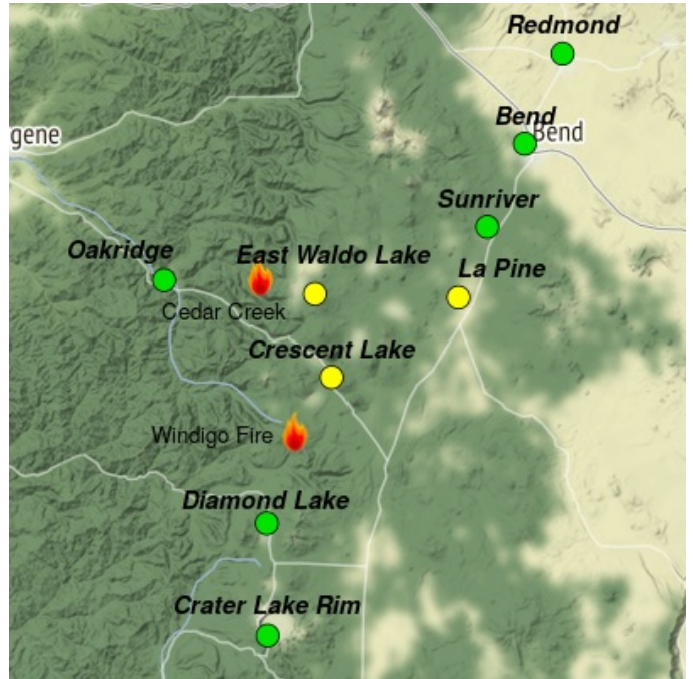 Redmond
Bend
Bend
gene
Sunriver
Oakridge
East Waldo Lake
La Pine
Cedar Creek
Crescent Lake
Windigo Fire
Diamond Lake
Crater Lake Rim